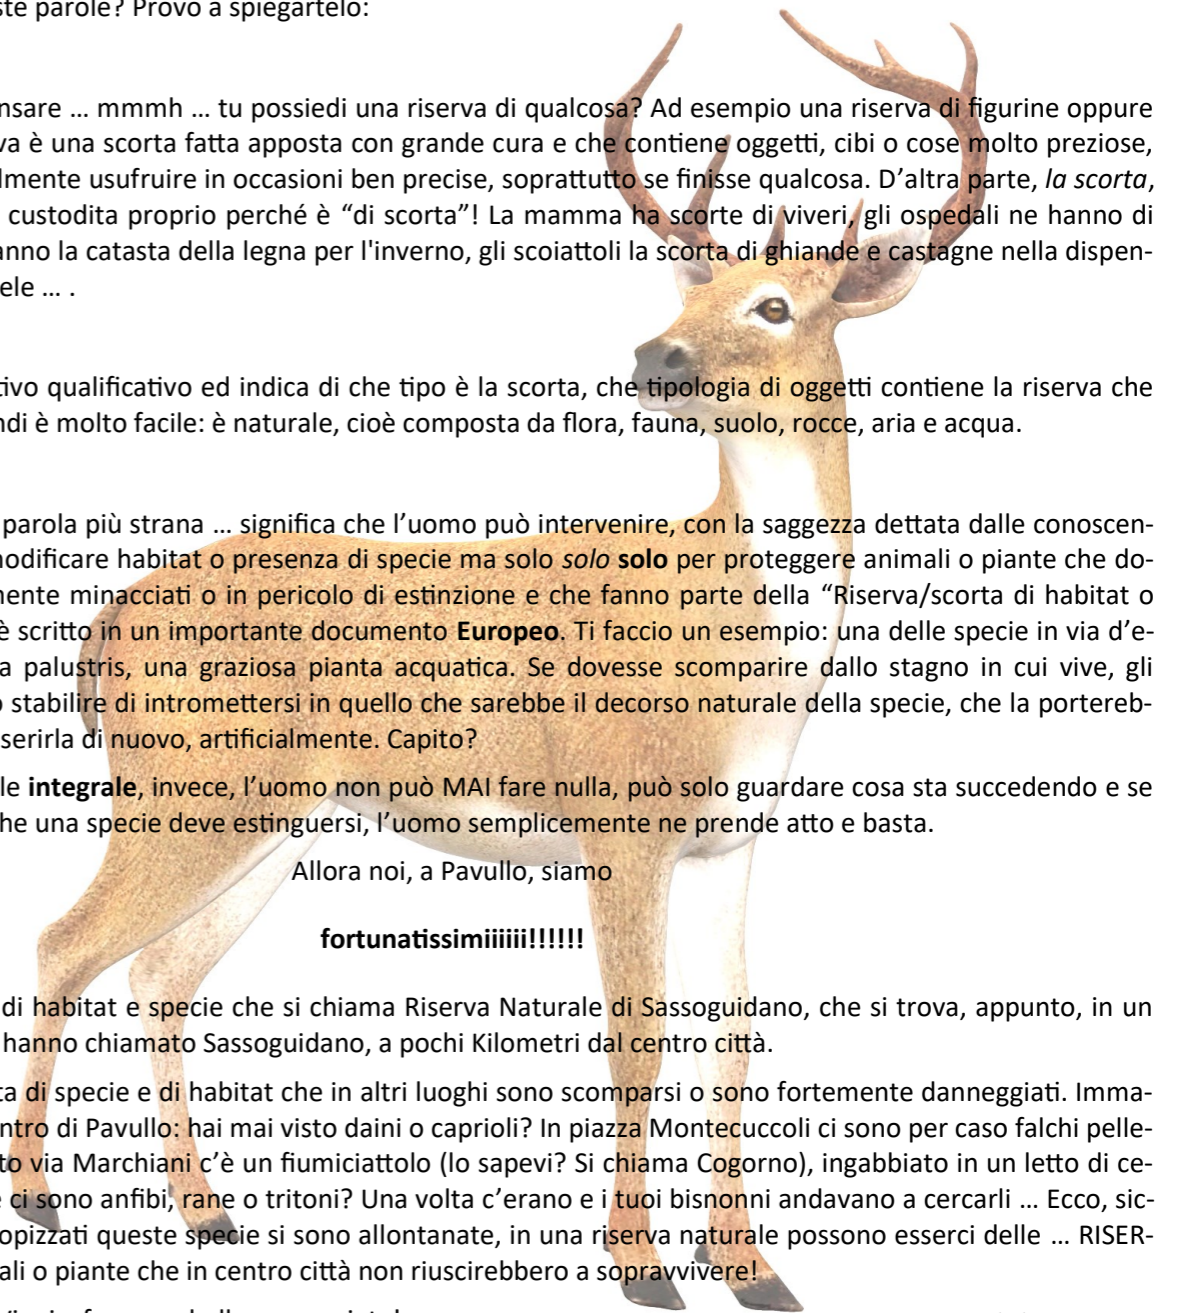 ste parole? Provo a spiegartelo:
nsare … mmmh … tu possiedi una riserva di qualcosa? Ad esempio una riserva di figurine oppure
va è una scorta fatta apposta con grande cura e che contiene oggetti, cibi o cose molto preziose,
lmente usufruire in occasioni ben precise, soprattutto se finisse qualcosa. D’altra parte, la scorta,
custodita proprio perché è “di scorta”! La mamma ha scorte di viveri, gli ospedali ne hanno di
anno la catasta della legna per l'inverno, gli scoiattoli la scorta di ghiande e castagne nella dispen-
ele … .
tivo qualificativo ed indica di che tipo è la scorta, che tipologia di oggetti contiene la riserva che
ndi è molto facile: è naturale, cioè composta da flora, fauna, suolo, rocce, aria e acqua.
parola più strana … significa che l’uomo può intervenire, con la saggezza dettata dalle conoscen-
modificare habitat o presenza di specie ma solo solo solo per proteggere animali o piante che do-
mente minacciati o in pericolo di estinzione e che fanno parte della “Riserva/scorta di habitat o
è scritto in un importante documento Europeo. Ti faccio un esempio: una delle specie in via d’e-
a palustris, una graziosa pianta acquatica. Se dovesse scomparire dallo stagno in cui vive, gli
o stabilire di intromettersi in quello che sarebbe il decorso naturale della specie, che la portereb-
serirla di nuovo, artificialmente. Capito?
le integrale, invece, l’uomo non può MAI fare nulla, può solo guardare cosa sta succedendo e se
he una specie deve estinguersi, l’uomo semplicemente ne prende atto e basta.
Allora noi, a Pavullo, siamo
fortunatissimiiiiii!!!!!!
di habitat e specie che si chiama Riserva Naturale di Sassoguidano, che si trova, appunto, in un
hanno chiamato Sassoguidano, a pochi Kilometri dal centro città.
ta di specie e di habitat che in altri luoghi sono scomparsi o sono fortemente danneggiati. Imma-
ntro di Pavullo: hai mai visto daini o caprioli? In piazza Montecuccoli ci sono per caso falchi pelle-
to via Marchiani c’è un fiumiciattolo (lo sapevi? Si chiama Cogorno), ingabbiato in un letto di ce-
e ci sono anfibi, rane o tritoni? Una volta c’erano e i tuoi bisnonni andavano a cercarli … Ecco, sic-
opizzati queste specie si sono allontanate, in una riserva naturale possono esserci delle … RISER-
ali o piante che in centro città non riuscirebbero a sopravvivere!